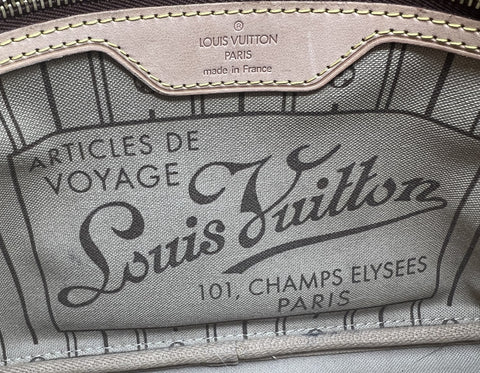 ®
LOUIS VUITTON
PARIS
made in France
ARTICLES DE
VOYAGE
Louis Vuitton
101, CHAMPS ELYSEES
PARIS